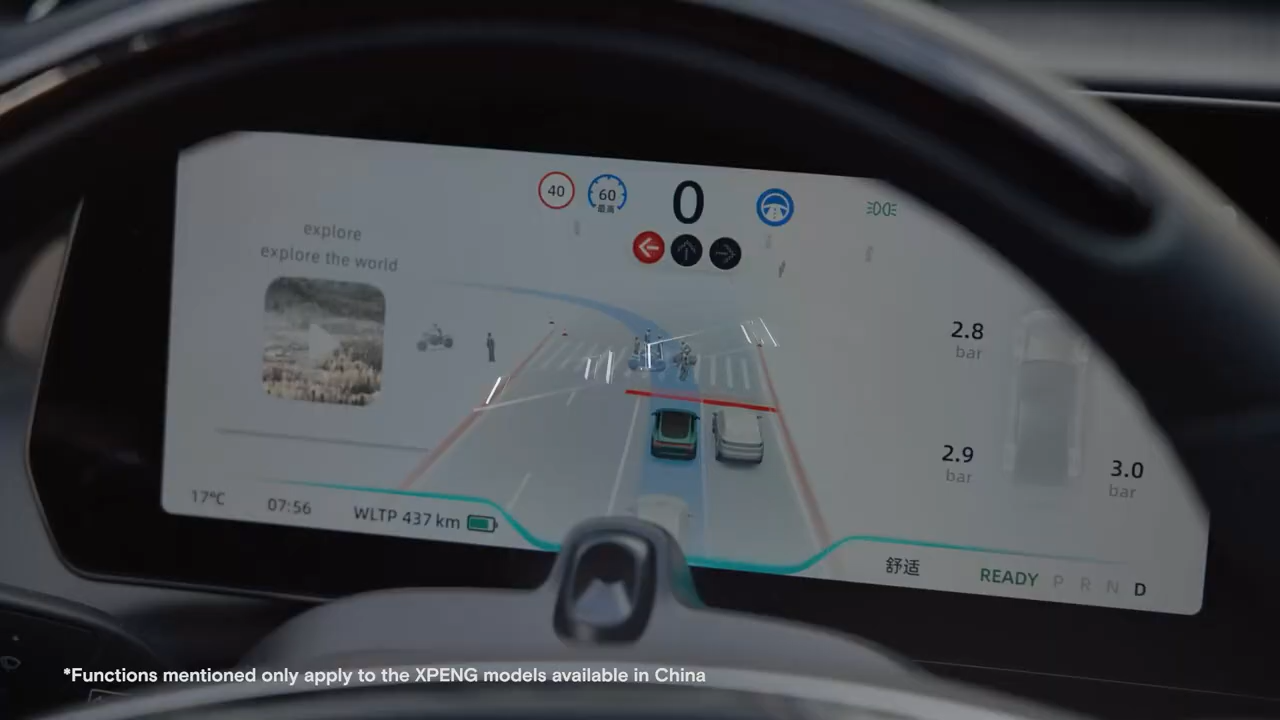 40
60
最高
0
explore
explore the world
2.8
bar
2.9
bar
3.0
bar
17°C
07:56
WLTP 437 km
舒适
READY P R N D
*Functions mentioned only apply to the XPENG models available in China